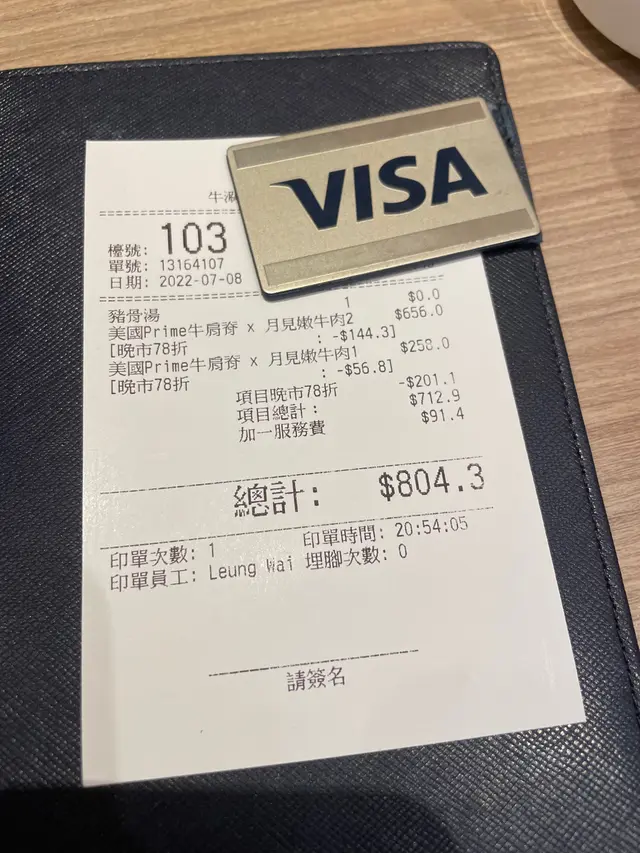 VISA
牛涮
檯號: 103
單號: 13164107
日期: 2022-07-08
豬骨湯 1 $0.0
美國Prime牛肩脊 x 月見嫩牛肉2 $656.0
[晚市78折 : -$144.3]
美國Prime牛肩脊 x 月見嫩牛肉1 $258.0
[晚市78折 : -$56.8]
項目晚市78折 -$201.1
項目總計: $712.9
加一服務費 $91.4
總計: $804.3
印單次數: 1 印單時間: 20:54:05
印單員工: Leung Wai 埋腳次數: 0
請簽名